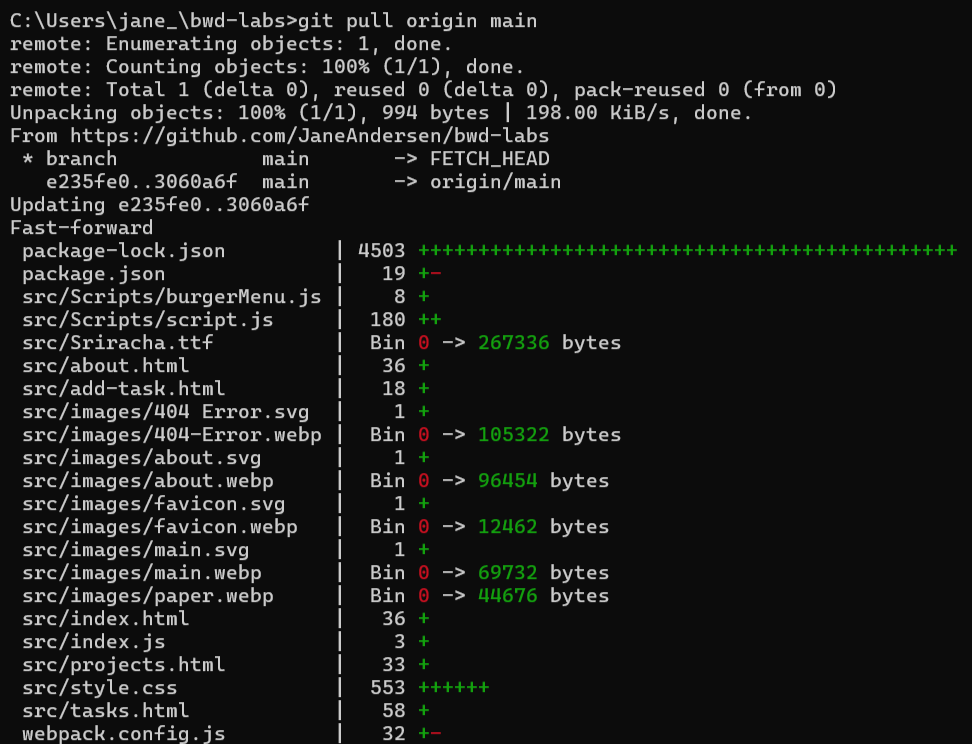 C:\Users\jane_\bwd-labs>git pull origin main
remote: Enumerating objects: 1, done.
remote: Counting objects: 100% (1/1), done.
remote: Total 1 (delta 0), reused 0 (delta 0), pack-reused 0 (from 0)
Unpacking objects: 100% (1/1), 994 bytes | 198.00 KiB/s, done.
From https://github.com/JaneAndersen/bwd-labs
 * branch            main       -> FETCH_HEAD
   e235fe0..3060a6f  main       -> origin/main
Updating e235fe0..3060a6f
Fast-forward
 package-lock.json         | 4503 +++++++++++++++++++++++++++++++++++++++++++++
 package.json              |   19 +-
 src/Scripts/burgerMenu.js |    8 +
 src/Scripts/script.js     |  180 ++
 src/Sriracha.ttf          |  Bin 0 -> 267336 bytes
 src/about.html            |   36 +
 src/add-task.html         |   18 +
 src/images/404 Error.svg  |    1 +
 src/images/404-Error.webp |  Bin 0 -> 105322 bytes
 src/images/about.svg      |    1 +
 src/images/about.webp     |  Bin 0 -> 96454 bytes
 src/images/favicon.svg    |    1 +
 src/images/favicon.webp   |  Bin 0 -> 12462 bytes
 src/images/main.svg       |    1 +
 src/images/main.webp      |  Bin 0 -> 69732 bytes
 src/images/paper.webp     |  Bin 0 -> 44676 bytes
 src/index.html            |   36 +
 src/index.js              |    3 +
 src/projects.html         |   33 +
 src/style.css             |  553 ++++++
 src/tasks.html            |   58 +
 webpack.config.js         |   32 +-